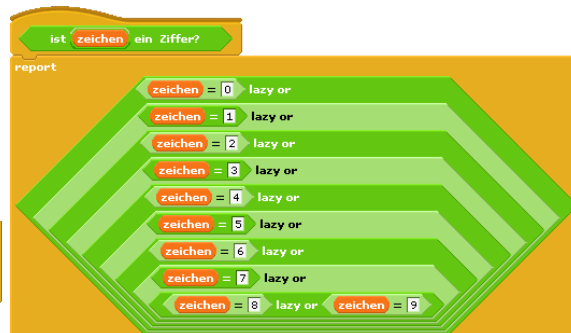 ist zeichen ein Ziffer?
report
zeichen = 0 lazy or
zeichen = 1 lazy or
zeichen = 2 lazy or
zeichen = 3 lazy or
zeichen = 4 lazy or
zeichen = 5 lazy or
zeichen = 6 lazy or
zeichen = 7 lazy or
zeichen = 8 lazy or zeichen = 9